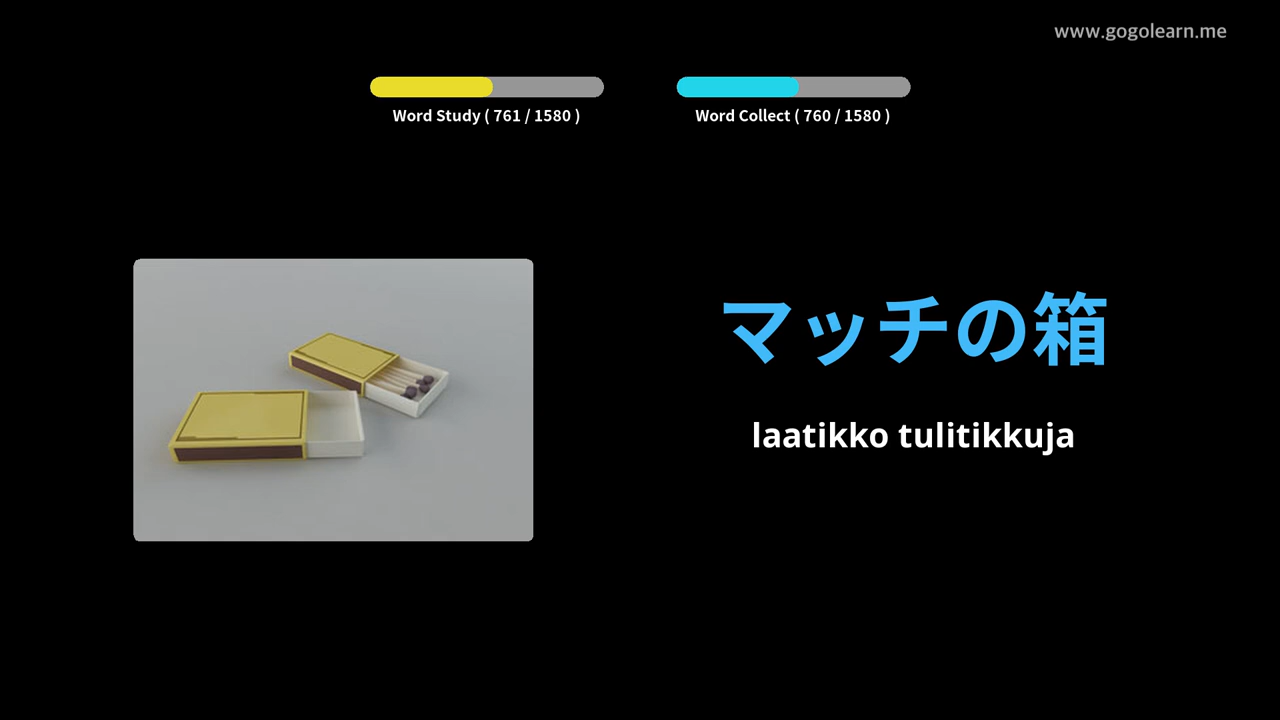 www.gogolearn.me
Word Study ( 761 / 1580 )
Word Collect ( 760 / 1580 )
マッチの箱
laatikko tulitikkuja